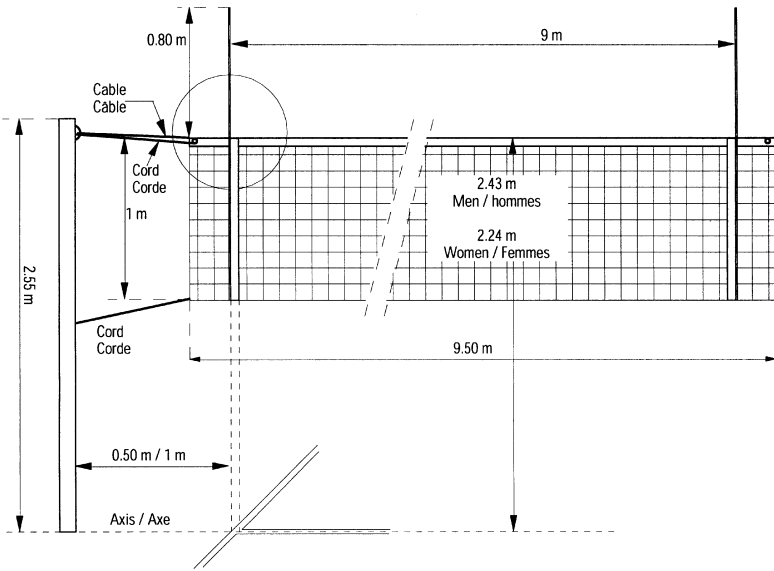 0.80 m
9 m
Cable
Câble
Cord
Corde
1 m
2.43 m
Men / hommes
2.24 m
Women / Femmes
2.55 m
Cord
Corde
9.50 m
0.50 m / 1 m
Axis / Axe